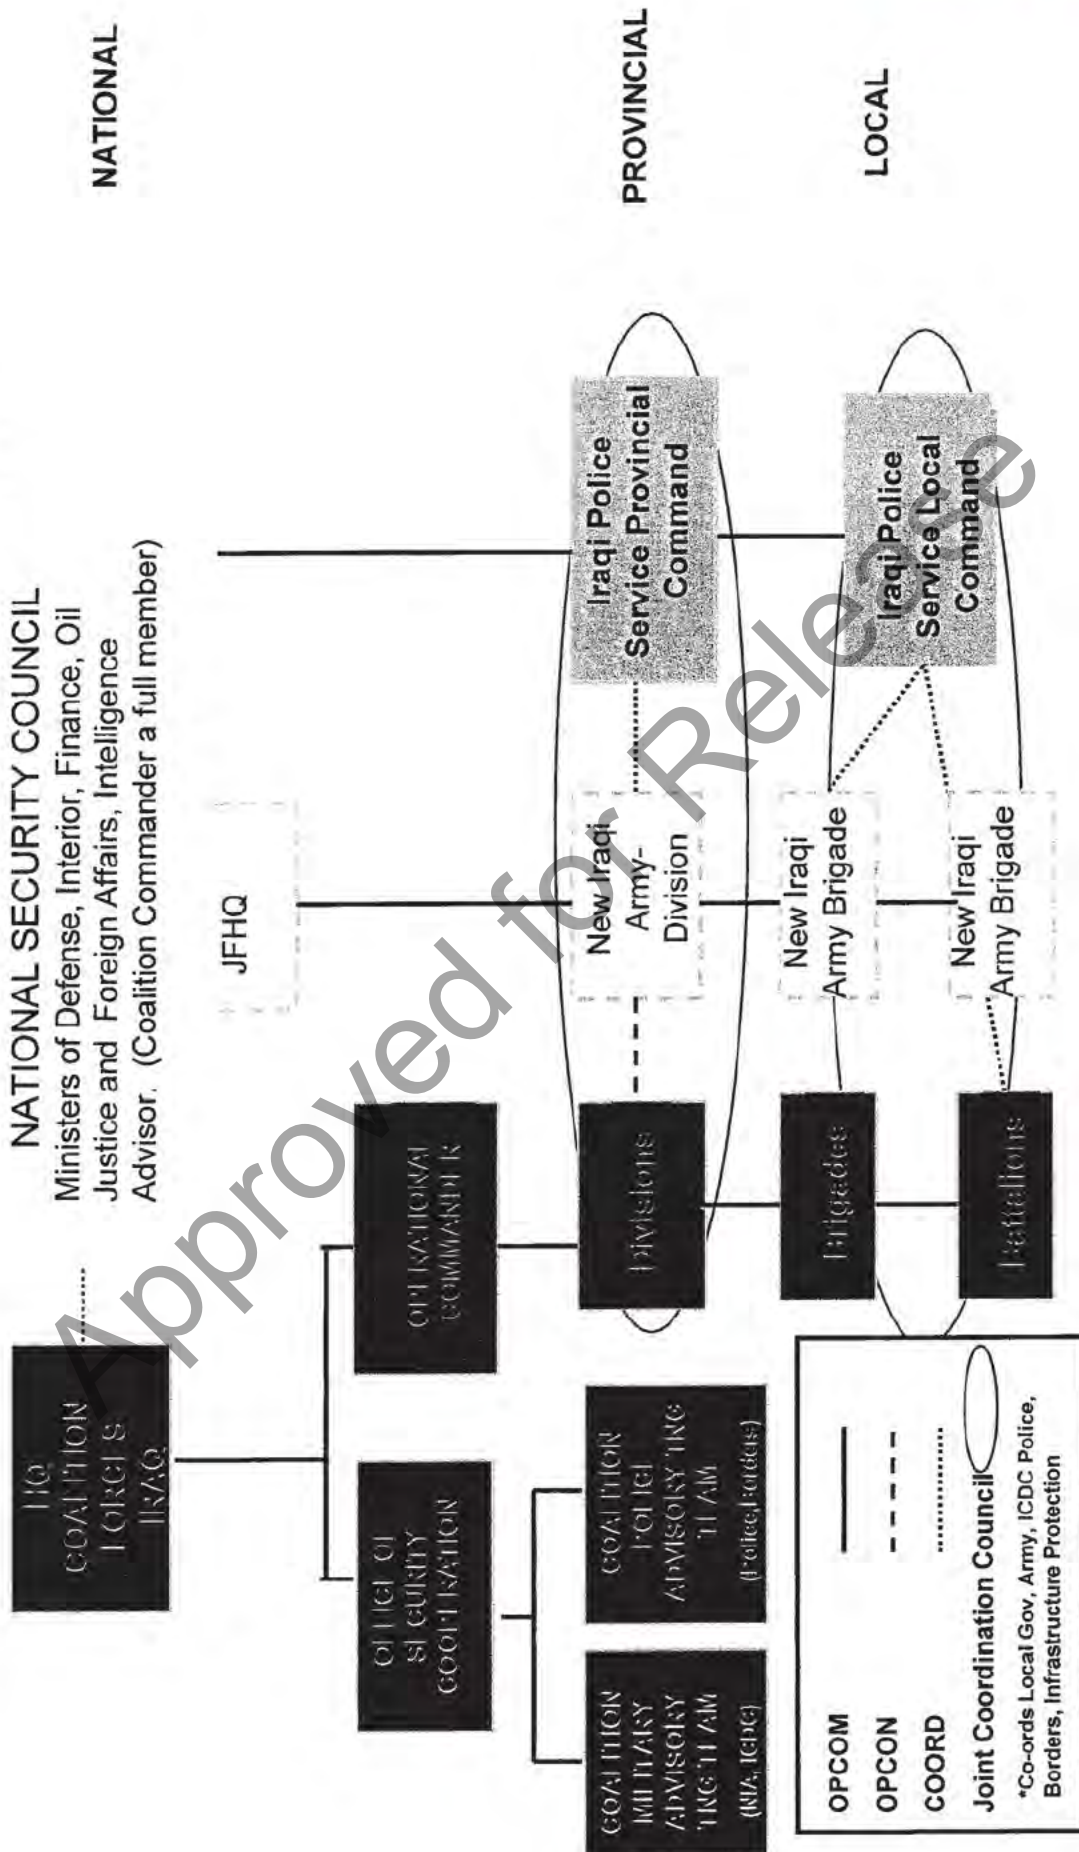 NATIONAL SECURITY COUNCIL
Ministers of Defense, Interior, Finance, Oil
Justice and Foreign Affairs, Intelligence
Advisor. (Coalition Commander a full member)
NATIONAL
HQ
COALITION
FORCES
IRAQ
JFHQ
OFFICE OF
SECURITY
COOPERATION
OPERATIONAL
COMMANDER
COALITION
MILITARY
ADVISORY
TNG TEAM
(NIA, ICDC)
COALITION
POLICE
ADVISORY TNG
TEAM
(Police,Borders)
Divisions
New Iraqi
Army-
Division
Iraqi Police
Service Provincial
Command
PROVINCIAL
Brigades
New Iraqi
Army Brigade
Iraqi Police
Service Local
Command
LOCAL
Battalions
New Iraqi
Army Brigade
OPCOM
OPCON
COORD
Joint Coordination Council
*Co-ords Local Gov, Army, ICDC Police,
Borders, Infrastructure Protection
Approved for Release